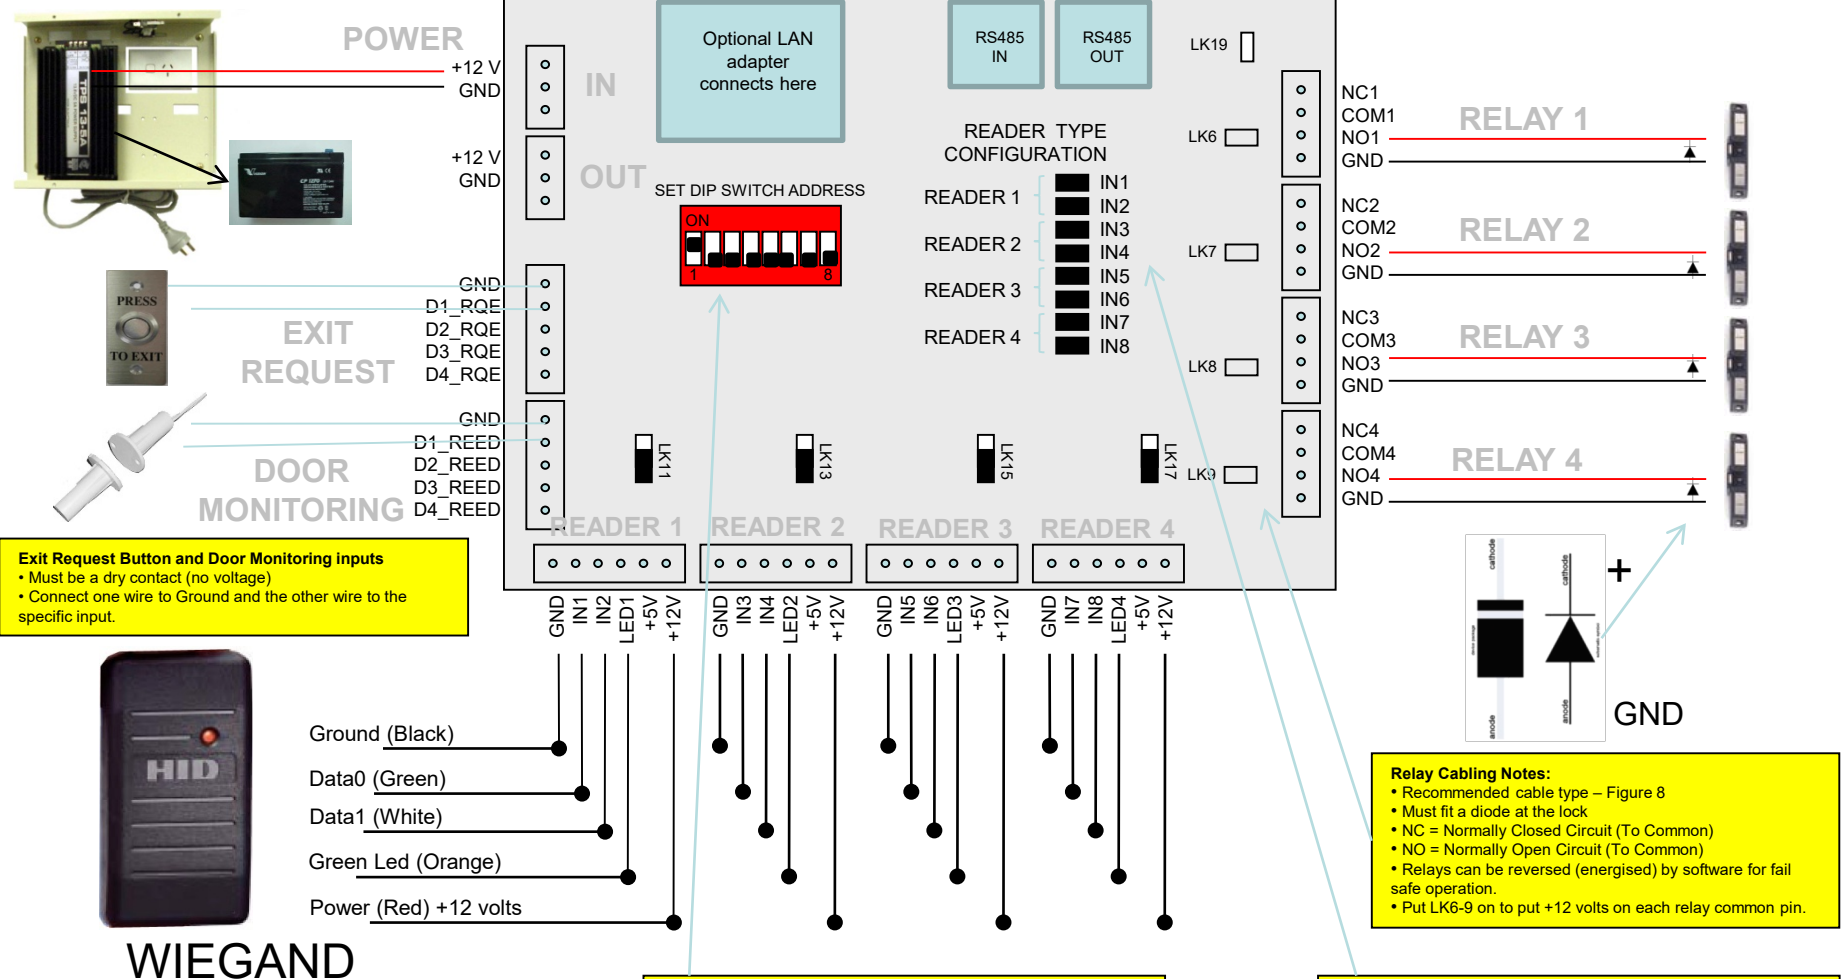 POWER
+12 V
GND
IN
+12 V
GND
OUT
TPS 13-5A
CP 1270
PRESS
TO EXIT
GND
D1_RQE
D2_RQE
D3_RQE
D4_RQE
EXIT
REQUEST
GND
D1_REED
D2_REED
D3_REED
D4_REED
DOOR
MONITORING
Optional LAN
adapter
connects here
RS485
IN
RS485
OUT
SET DIP SWITCH ADDRESS
ON
1 8
READER TYPE
CONFIGURATION
READER 1
IN1
IN2
READER 2
IN3
IN4
READER 3
IN5
IN6
READER 4
IN7
IN8
LK19
LK6
LK7
LK8
LK9
LK11
LK13
LK15
LK17
NC1
COM1
NO1
GND
RELAY 1
NC2
COM2
NO2
GND
RELAY 2
NC3
COM3
NO3
GND
RELAY 3
NC4
COM4
NO4
GND
RELAY 4
READER 1
READER 2
READER 3
READER 4
GND IN1 IN2 LED1 +5V +12V
GND IN3 IN4 LED2 +5V +12V
GND IN5 IN6 LED3 +5V +12V
GND IN7 IN8 LED4 +5V +12V
Exit Request Button and Door Monitoring inputs
• Must be a dry contact (no voltage)
• Connect one wire to Ground and the other wire to the
specific input.
cathode
cathode
+
anode
anode
GND
HID
WIEGAND
Ground (Black)
Data0 (Green)
Data1 (White)
Green Led (Orange)
Power (Red) +12 volts
Relay Cabling Notes:
• Recommended cable type – Figure 8
• Must fit a diode at the lock
• NC = Normally Closed Circuit (To Common)
• NO = Normally Open Circuit (To Common)
• Relays can be reversed (energised) by software for fail
safe operation.
• Put LK6-9 on to put +12 volts on each relay common pin.